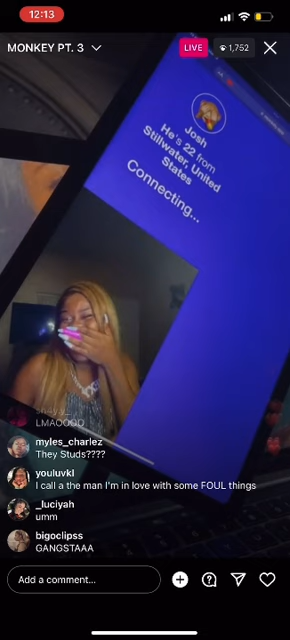 12:13
MONKEY PT. 3
LIVE
1,752
Josh
He's 22 from
Stillwater, United
States
Connecting...
LMAOOOO
myles_charlez
They Studs????
youluvkl
I call a the man I'm in love with some FOUL things
_luciyah
umm
bigoclipss
GANGSTAAA
Add a comment...